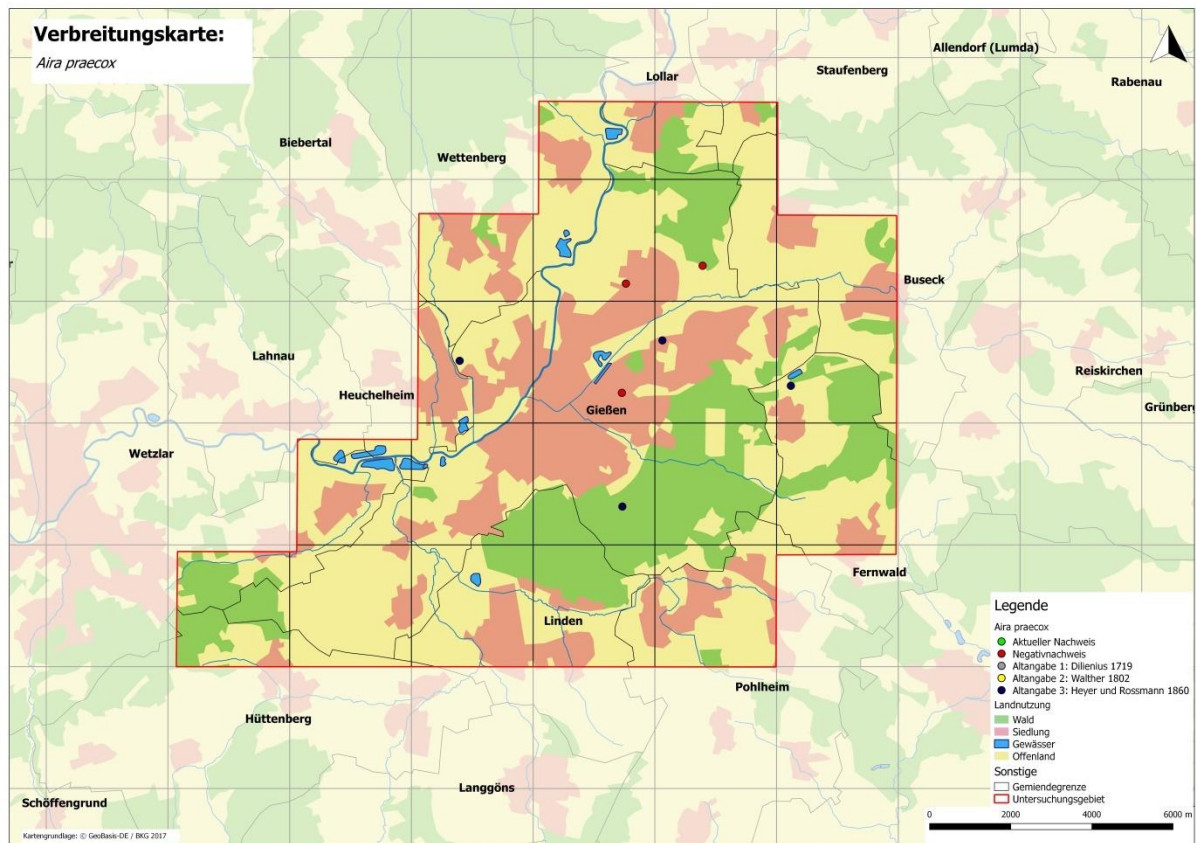 Verbreitungskarte:
Aira praecox
Allendorf (Lumda)
Lollar
Staufenberg
Rabenau
Biebertal
Wettenberg
r
Buseck
Lahnau
Reiskirchen
Heuchelheim
Gießen
Grünberg
Wetzlar
Fernwald
Linden
Pohlheim
Hüttenberg
Langgöns
Schöffengrund
Legende
Aira praecox
Aktueller Nachweis
Negativnachweis
Altangabe 1: Dilienius 1719
Altangabe 2: Walther 1802
Altangabe 3: Heyer und Rossmann 1860
Landnutzung
Wald
Siedlung
Gewässer
Offenland
Sonstige
Gemiendegrenze
Untersuchungsgebiet
0 2000 4000 6000 m
Kartengrundlage: © GeoBasis-DE / BKG 2017